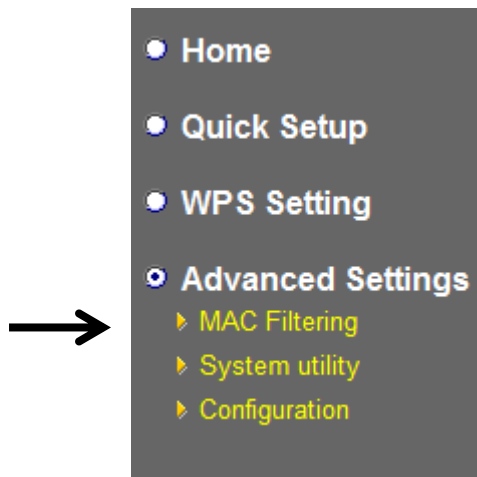 Home
Quick Setup
WPS Setting
Advanced Settings
MAC Filtering
System utility
Configuration